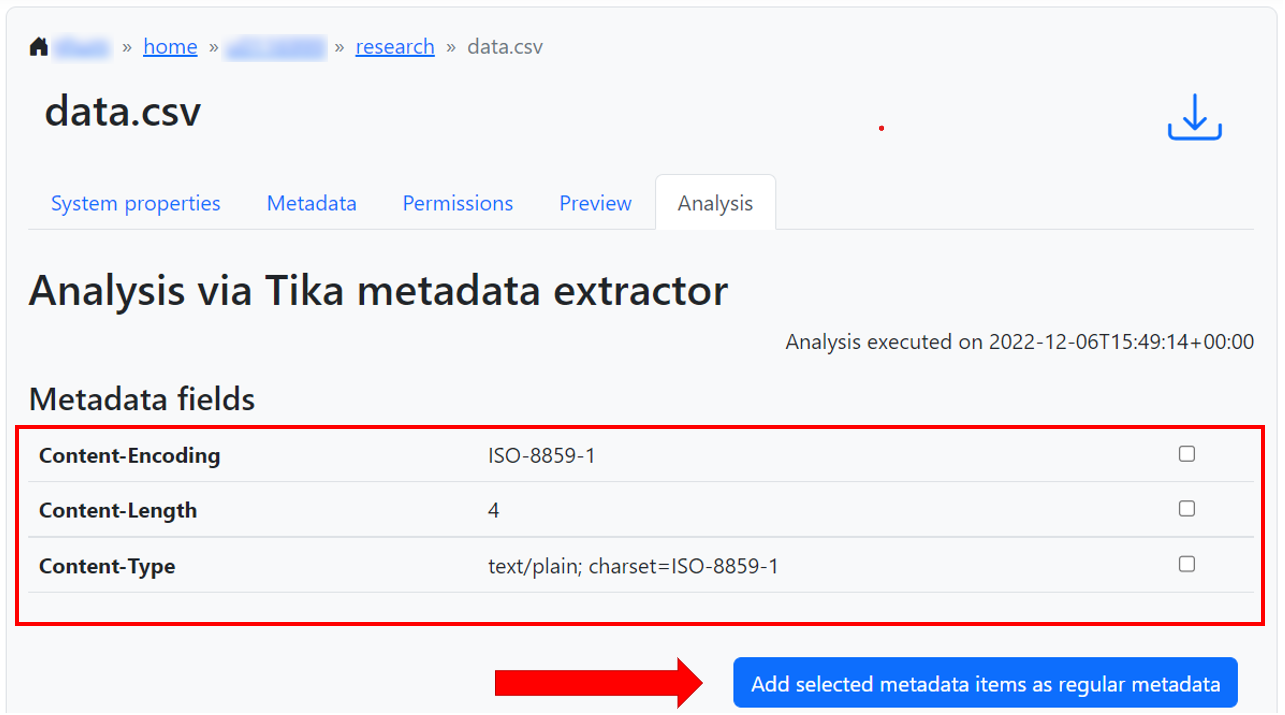 » home » » research » data.csv
data.csv
System properties Metadata Permissions Preview Analysis
Analysis via Tika metadata extractor
Analysis executed on 2022-12-06T15:49:14+00:00
Metadata fields
Content-Encoding ISO-8859-1
Content-Length 4
Content-Type text/plain; charset=ISO-8859-1
Add selected metadata items as regular metadata